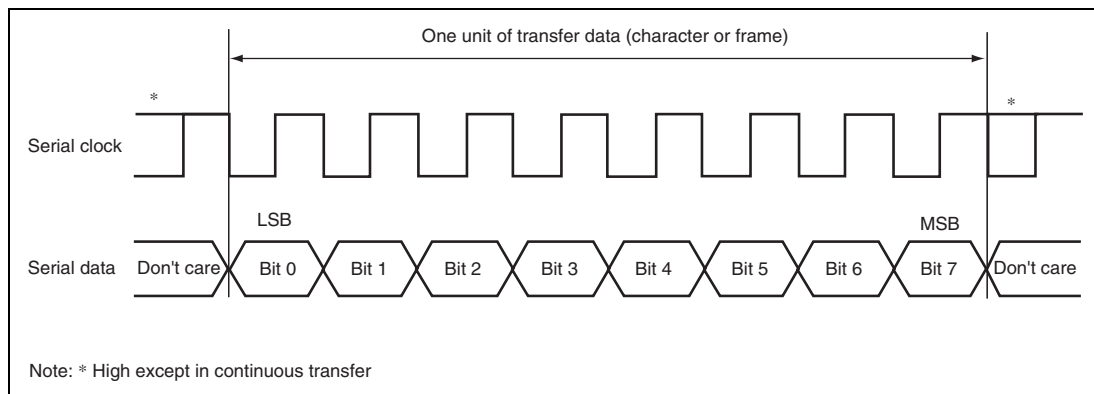 One unit of transfer data (character or frame)
*
*
Serial clock
LSB
MSB
Serial data
Don't care
Bit 0
Bit 1
Bit 2
Bit 3
Bit 4
Bit 5
Bit 6
Bit 7
Don't care
Note: * High except in continuous transfer